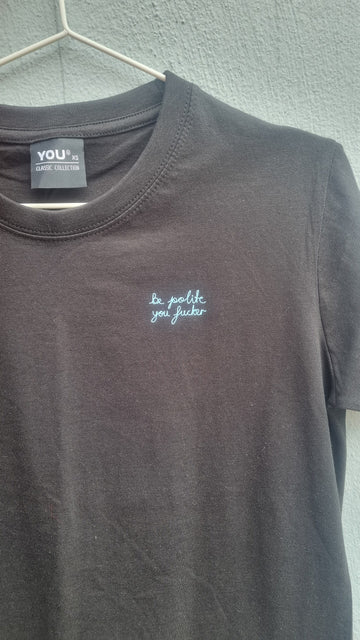 YOU® XS
CLASSIC COLLECTION
be polite
you fucker